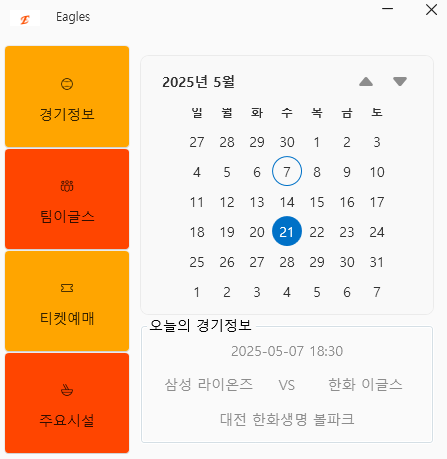 Eagles
경기정보
팀이글스
티켓예매
주요시설
2025년 5월
일 월 화 수 목 금 토
27 28 29 30 1 2 3
4 5 6 7 8 9 10
11 12 13 14 15 16 17
18 19 20 21 22 23 24
25 26 27 28 29 30 31
1 2 3 4 5 6 7
오늘의 경기정보
2025-05-07 18:30
삼성 라이온즈 VS 한화 이글스
대전 한화생명 볼파크